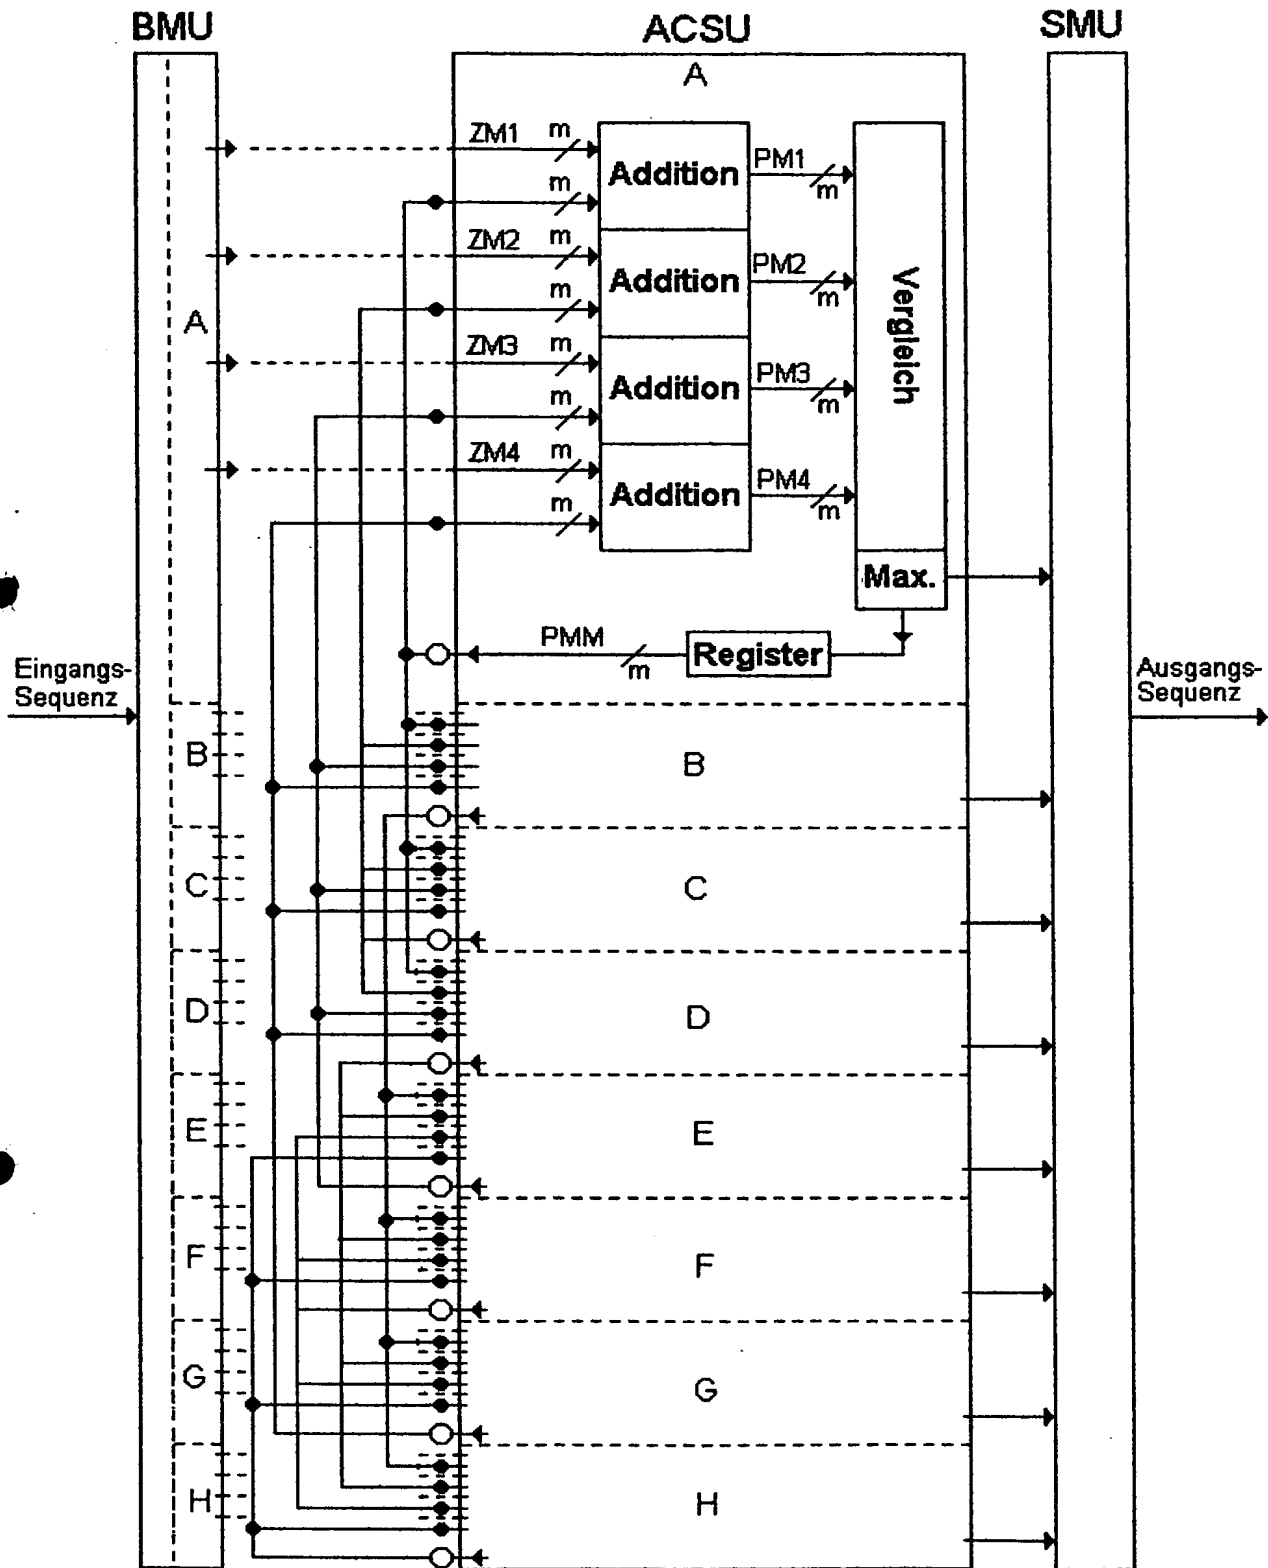 BMU
ACSU
SMU
A
ZM1
m
Addition
PM1
m
m
ZM2
m
Addition
PM2
m
m
A
Vergleich
ZM3
m
Addition
PM3
m
m
ZM4
m
Addition
PM4
m
m
Max.
PMM
m
Register
Eingangs-
Sequenz
Ausgangs-
Sequenz
B
B
C
C
D
D
E
E
F
F
G
G
H
H